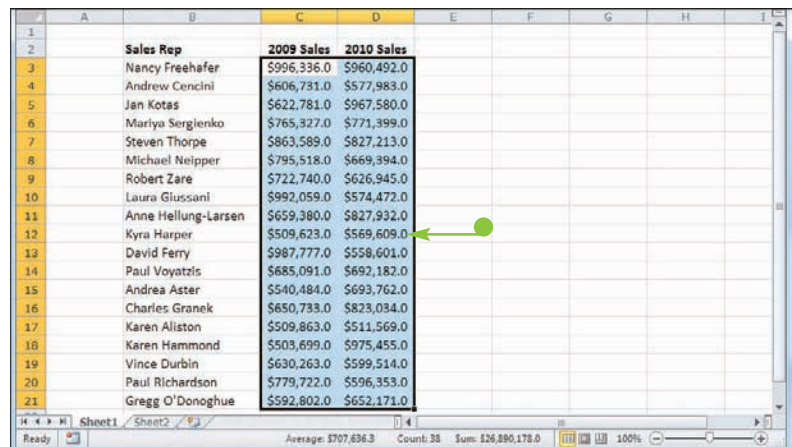 A B C D E F G H I
1
2 Sales Rep 2009 Sales 2010 Sales
3 Nancy Freehafer $996,336.0 $960,492.0
4 Andrew Cencini $606,731.0 $577,983.0
5 Jan Kotas $622,781.0 $967,580.0
6 Mariya Sergienko $765,327.0 $771,399.0
7 Steven Thorpe $863,589.0 $827,213.0
8 Michael Neipper $795,518.0 $669,394.0
9 Robert Zare $722,740.0 $626,945.0
10 Laura Giussani $992,059.0 $574,472.0
11 Anne Hellung-Larsen $659,380.0 $827,932.0
12 Kyra Harper $509,623.0 $569,609.0
13 David Ferry $987,777.0 $558,601.0
14 Paul Voyatzis $685,091.0 $692,182.0
15 Andrea Aster $540,484.0 $693,762.0
16 Charles Granek $650,733.0 $823,034.0
17 Karen Aliston $509,863.0 $511,569.0
18 Karen Hammond $503,699.0 $975,455.0
19 Vince Durbin $630,263.0 $599,514.0
20 Paul Richardson $779,722.0 $596,353.0
21 Gregg O'Donoghue $592,802.0 $652,171.0
Sheet1 Sheet2
Ready Average: $707,636.3 Count: 38 Sum: $26,890,178.0 100%